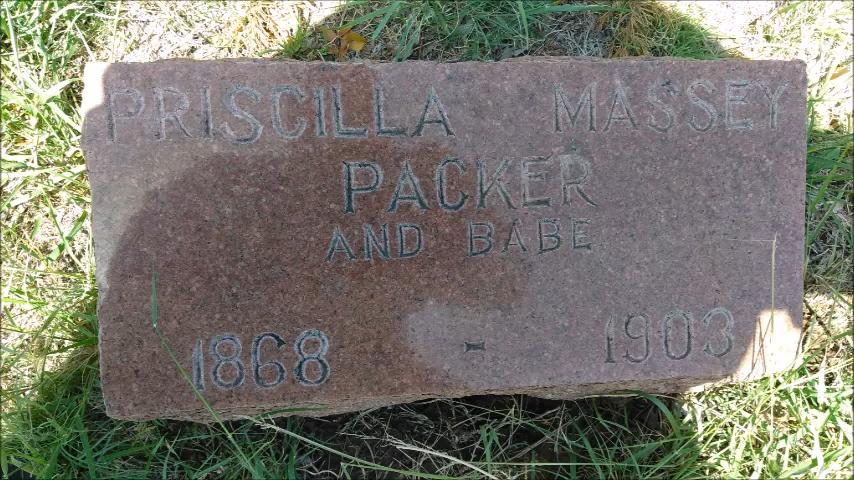 PRISCILLA MASSEY
PACKER
AND BABE
1868 - 1903